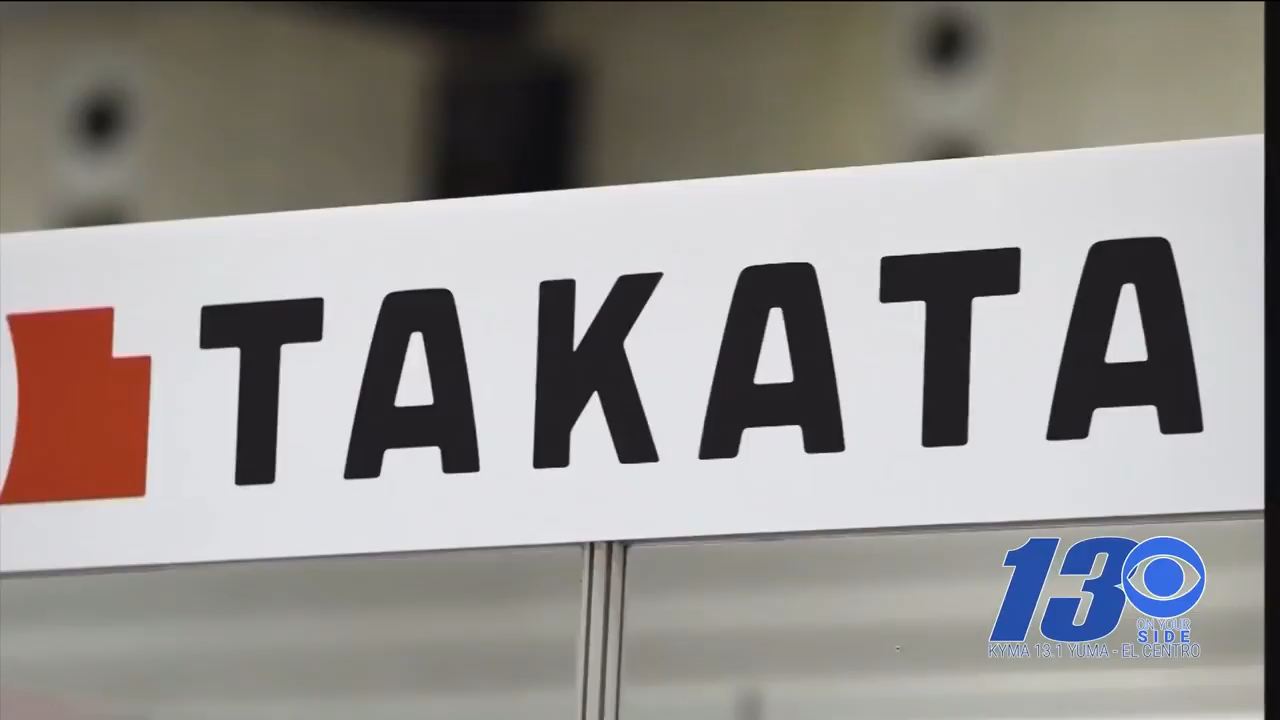 TAKATA
13
ON YOUR
SIDE
KYMA 13.1 YUMA - EL CENTRO